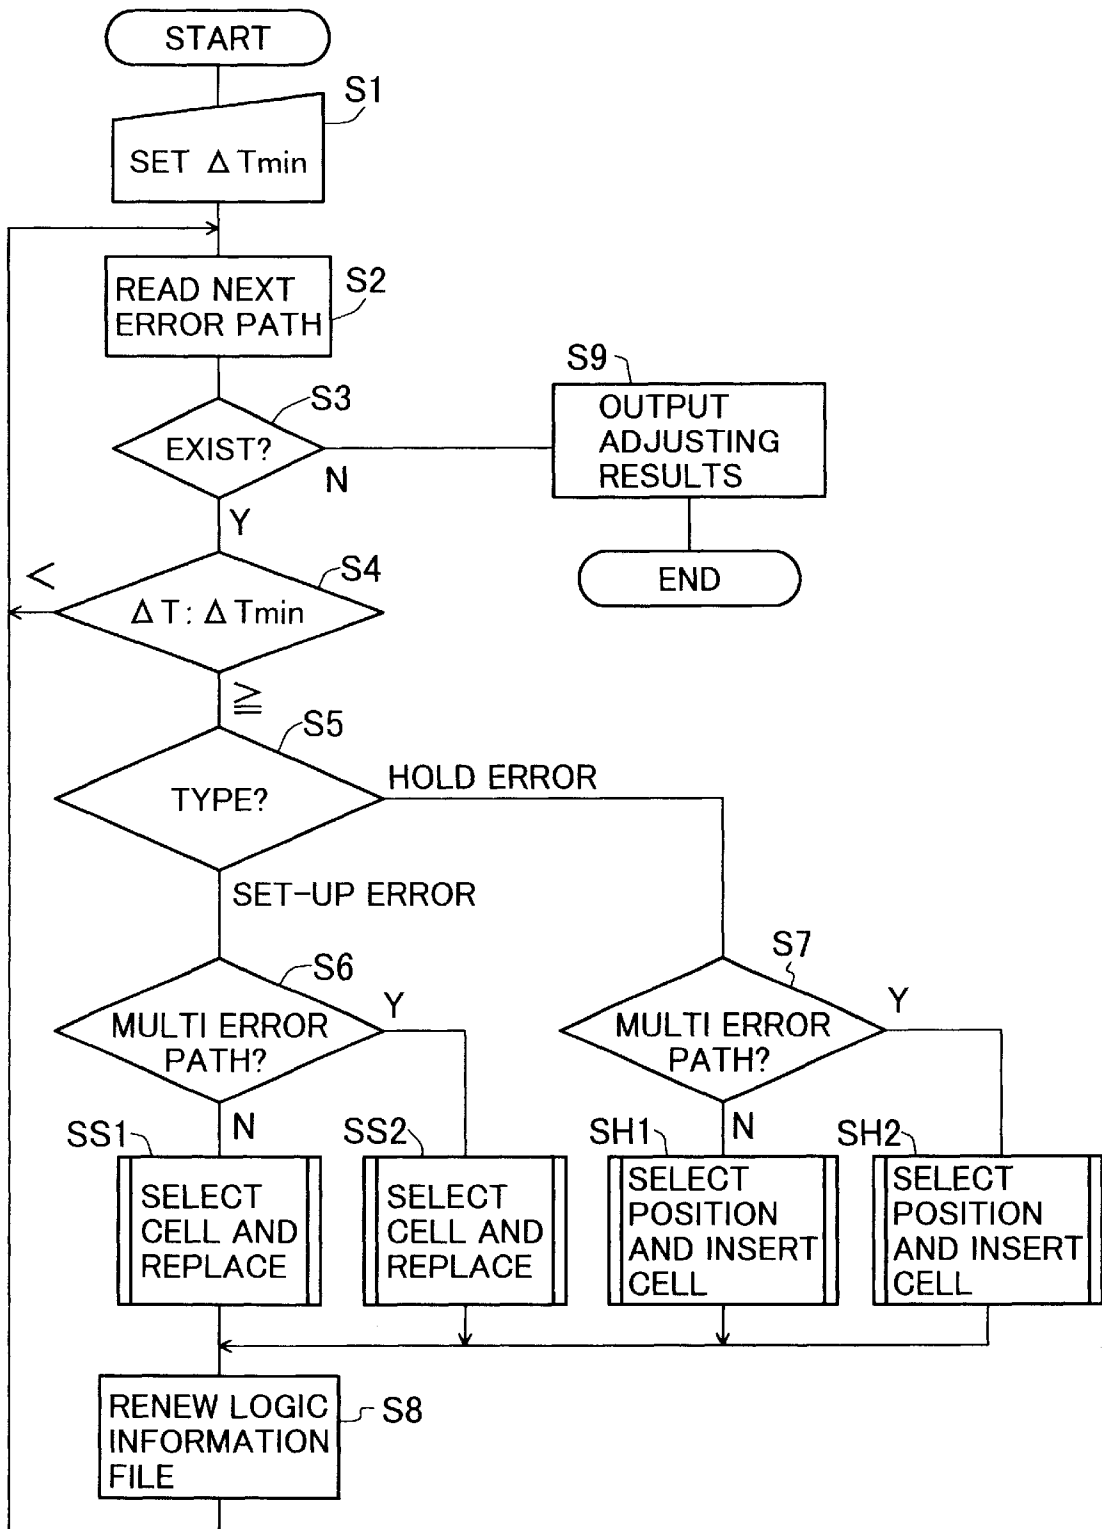 START
S1
SET ΔTmin
READ NEXT
ERROR PATH
S2
S3
EXIST?
N
Y
S9
OUTPUT
ADJUSTING
RESULTS
END
<
S4
ΔT : ΔTmin
≧
S5
TYPE?
HOLD ERROR
SET-UP ERROR
S6
MULTI ERROR
PATH?
Y
N
S7
MULTI ERROR
PATH?
Y
N
SS1
SELECT
CELL AND
REPLACE
SS2
SELECT
CELL AND
REPLACE
SH1
SELECT
POSITION
AND INSERT
CELL
SH2
SELECT
POSITION
AND INSERT
CELL
RENEW LOGIC
INFORMATION
FILE
S8